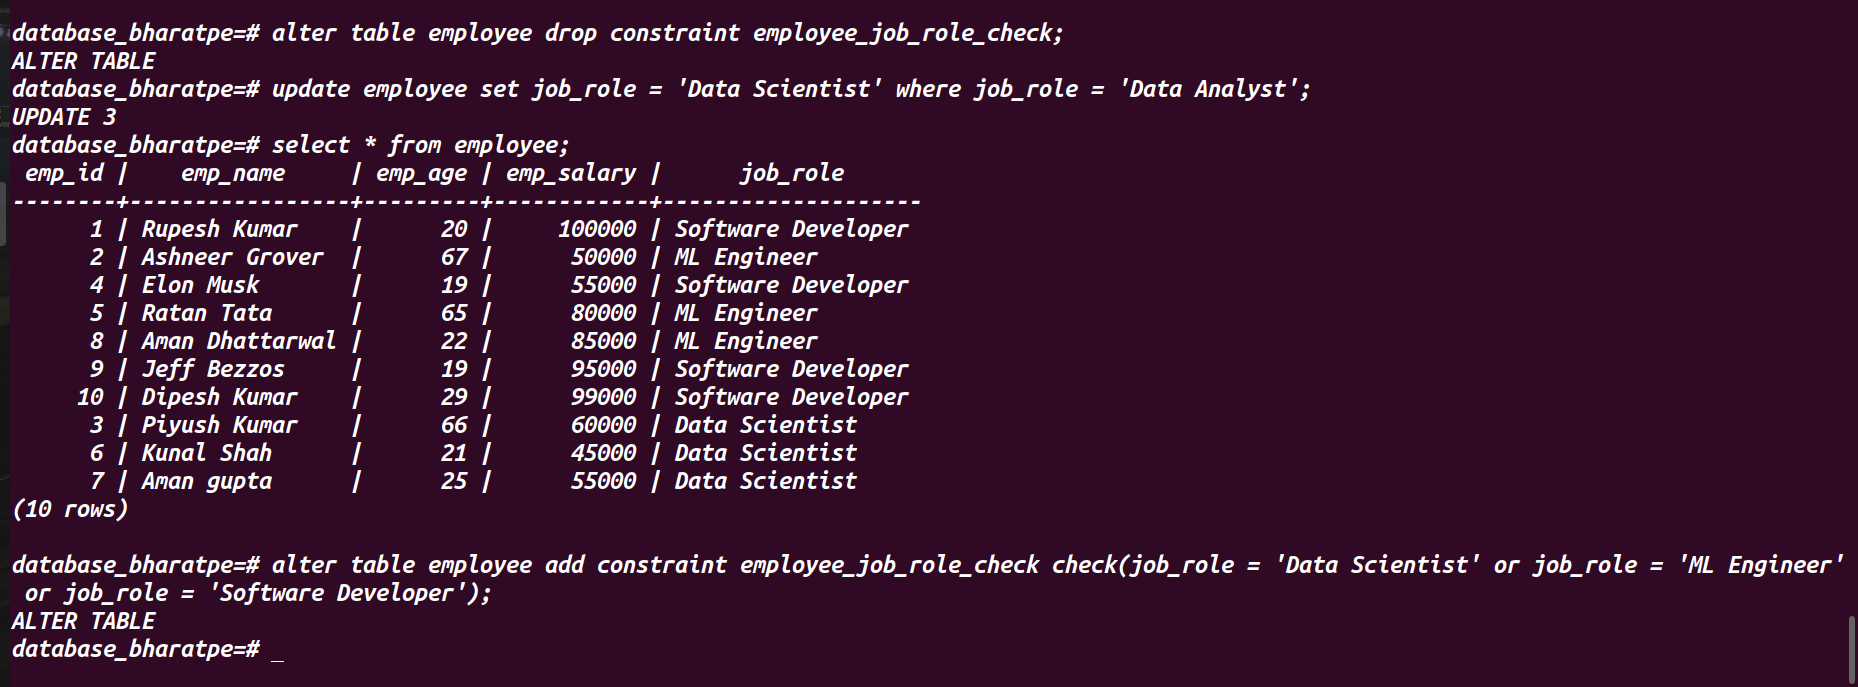 database_bharatpe=# alter table employee drop constraint employee_job_role_check;
ALTER TABLE
database_bharatpe=# update employee set job_role = 'Data Scientist' where job_role = 'Data Analyst';
UPDATE 3
database_bharatpe=# select * from employee;
 emp_id |    emp_name     | emp_age | emp_salary |      job_role
--------+-----------------+---------+------------+--------------------
      1 | Rupesh Kumar    |      20 |     100000 | Software Developer
      2 | Ashneer Grover  |      67 |      50000 | ML Engineer
      4 | Elon Musk       |      19 |      55000 | Software Developer
      5 | Ratan Tata      |      65 |      80000 | ML Engineer
      8 | Aman Dhattarwal |      22 |      85000 | ML Engineer
      9 | Jeff Bezzos     |      19 |      95000 | Software Developer
     10 | Dipesh Kumar    |      29 |      99000 | Software Developer
      3 | Piyush Kumar    |      66 |      60000 | Data Scientist
      6 | Kunal Shah      |      21 |      45000 | Data Scientist
      7 | Aman gupta      |      25 |      55000 | Data Scientist
(10 rows)

database_bharatpe=# alter table employee add constraint employee_job_role_check check(job_role = 'Data Scientist' or job_role = 'ML Engineer'
 or job_role = 'Software Developer');
ALTER TABLE
database_bharatpe=# _